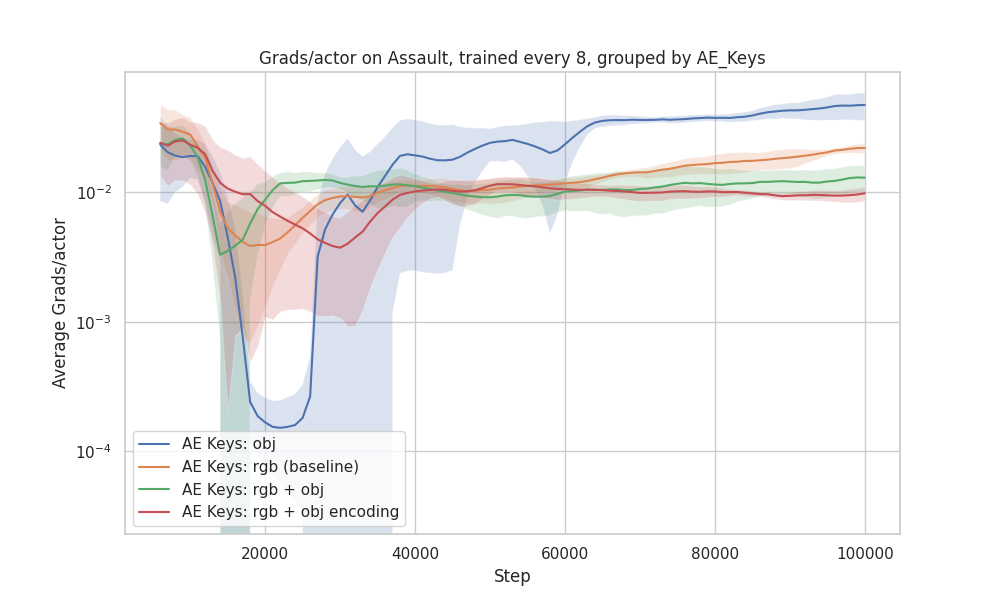 Grads/actor on Assault, trained every 8, grouped by AE_Keys
Average Grads/actor
10⁻²
10⁻³
10⁻⁴
AE Keys: obj
AE Keys: rgb (baseline)
AE Keys: rgb + obj
AE Keys: rgb + obj encoding
20000 40000 60000 80000 100000
Step